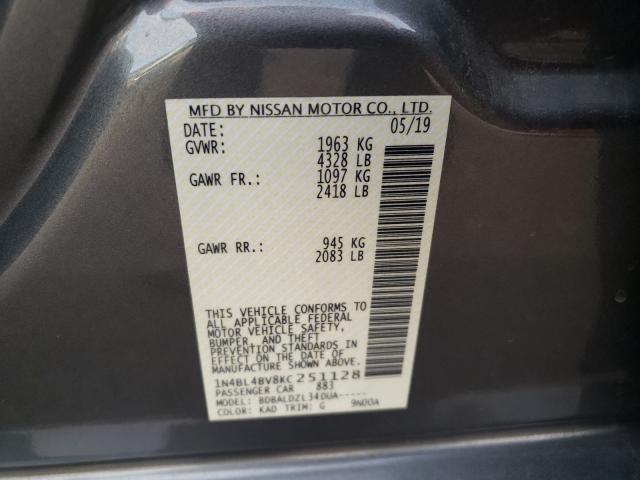 MFD BY NISSAN MOTOR CO., LTD.
DATE: 05/19
GVWR: 1963 KG
4328 LB
GAWR FR.: 1097 KG
2418 LB
GAWR RR.: 945 KG
2083 LB
THIS VEHICLE CONFORMS TO
ALL APPLICABLE FEDERAL
MOTOR VEHICLE SAFETY,
BUMPER, AND THEFT
PREVENTION STANDARDS IN
EFFECT ON THE DATE OF
MANUFACTURE SHOWN ABOVE.
1N4BL4BV8KC251128
PASSENGER CAR 883
MODEL: BDBALDZL34DUA-----
COLOR: KAD TRIM: G 9N00A